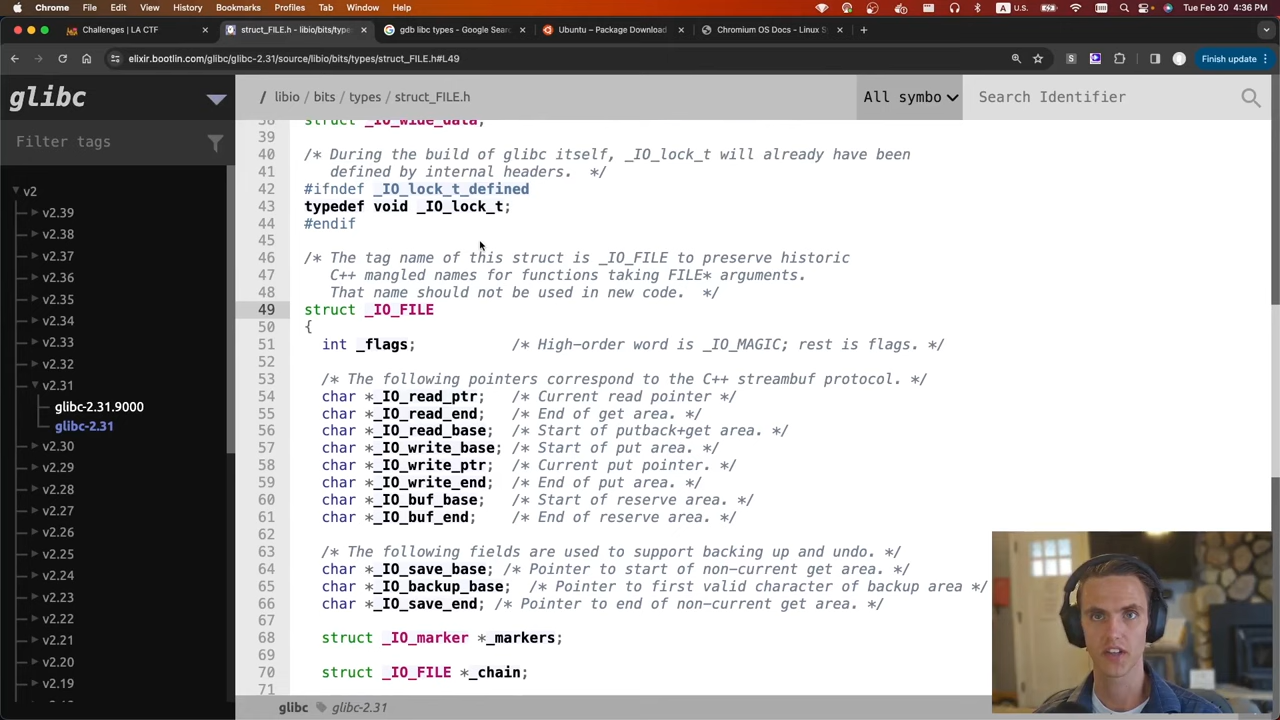 Chrome File Edit View History Bookmarks Profiles Tab Window Help A U.S. Tue Feb 20 4:36 PM
Challenges | LA CTF struct_FILE.h - libio/bits/type gdb libc types - Google Sear Ubuntu – Package Download Chromium OS Docs - Linux S
elixir.bootlin.com/glibc/glibc-2.31/source/libio/bits/types/struct_FILE.h#L49 S Finish update
glibc / libio / bits / types / struct_FILE.h All symbo Search Identifier
Filter tags
v2
v2.39
v2.38
v2.37
v2.36
v2.35
v2.34
v2.33
v2.32
v2.31
glibc-2.31.9000
glibc-2.31
v2.30
v2.29
v2.28
v2.27
v2.26
v2.25
v2.24
v2.23
v2.22
v2.21
v2.20
v2.19
38 struct _IO_wide_data;
39
40 /* During the build of glibc itself, _IO_lock_t will already have been
41 defined by internal headers. */
42 #ifndef _IO_lock_t_defined
43 typedef void _IO_lock_t;
44 #endif
45
46 /* The tag name of this struct is _IO_FILE to preserve historic
47 C++ mangled names for functions taking FILE* arguments.
48 That name should not be used in new code. */
49 struct _IO_FILE
50 {
51 int _flags; /* High-order word is _IO_MAGIC; rest is flags. */
52
53 /* The following pointers correspond to the C++ streambuf protocol. */
54 char *_IO_read_ptr; /* Current read pointer */
55 char *_IO_read_end; /* End of get area. */
56 char *_IO_read_base; /* Start of putback+get area. */
57 char *_IO_write_base; /* Start of put area. */
58 char *_IO_write_ptr; /* Current put pointer. */
59 char *_IO_write_end; /* End of put area. */
60 char *_IO_buf_base; /* Start of reserve area. */
61 char *_IO_buf_end; /* End of reserve area. */
62
63 /* The following fields are used to support backing up and undo. */
64 char *_IO_save_base; /* Pointer to start of non-current get area. */
65 char *_IO_backup_base; /* Pointer to first valid character of backup area */
66 char *_IO_save_end; /* Pointer to end of non-current get area. */
67
68 struct _IO_marker *_markers;
69
70 struct _IO_FILE *_chain;
71
glibc glibc-2.31